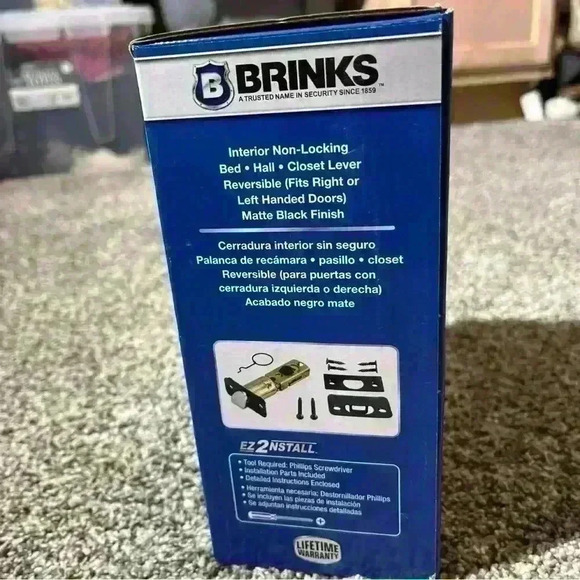 B BRINKS™
A TRUSTED NAME IN SECURITY SINCE 1859
Interior Non-Locking
Bed • Hall • Closet Lever
Reversible (Fits Right or
Left Handed Doors)
Matte Black Finish
Cerradura interior sin seguro
Palanca de recámara • pasillo • closet
Reversible (para puertas con
cerradura izquierda o derecha)
Acabado negro mate
EZ2NSTALL
• Tool Required: Phillips Screwdriver
• Installation Parts Included
• Detailed Instructions Enclosed
• Herramienta necesaria: Destornillador Phillips
• Se incluyen las piezas de instalación
• Se adjuntan instrucciones detalladas
LIFETIME
WARRANTY